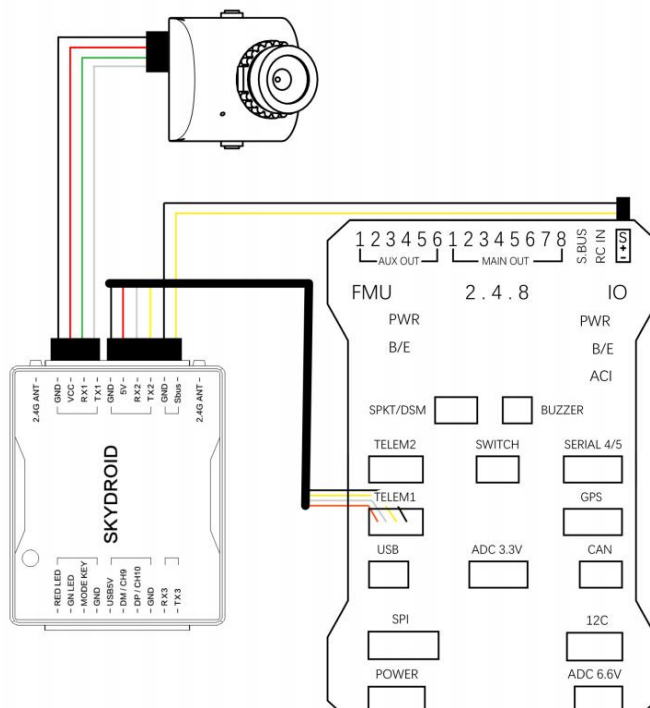 1 2 3 4 5 6 1 2 3 4 5 6 7 8
AUX OUT
MAIN OUT
S.BUS
RC IN
S + -
FMU 2.4.8 IO
PWR
PWR
B/E
B/E
ACI
SPKT/DSM
BUZZER
TELEM2
SWITCH
SERIAL 4/5
TELEM1
GPS
USB
ADC 3.3V
CAN
SPI
12C
POWER
ADC 6.6V
2.4G ANT
GND
VCC
RX1
TX1
GND
5V
RX2
TX2
GND
Sbus
2.4G ANT
SKYDROID
RED LED
GN LED
MODE KEY
GND
USB5V
DM / CH9
DP / CH10
GND
RX3
TX3